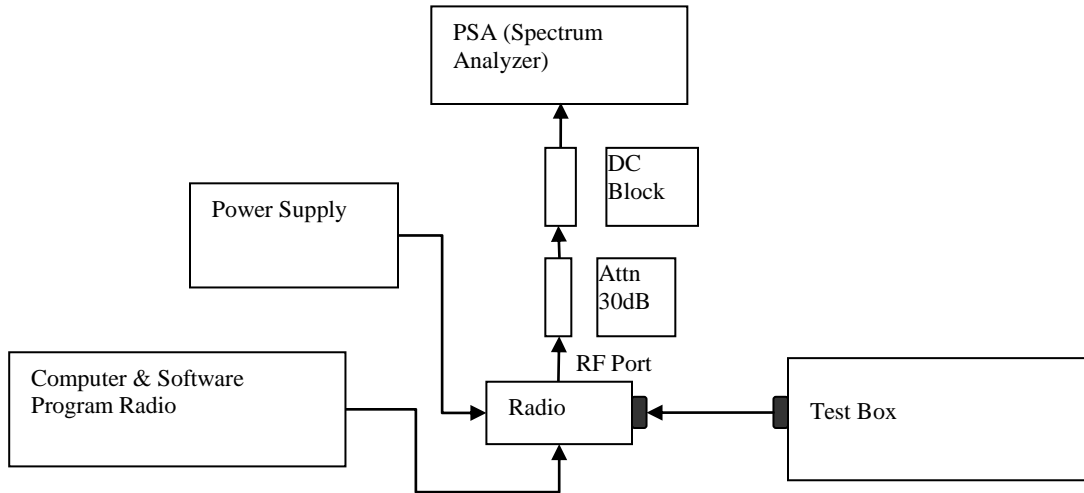 PSA (Spectrum
Analyzer)
DC
Block
Power Supply
Attn
30dB
RF Port
Computer & Software
Program Radio
Radio
Test Box